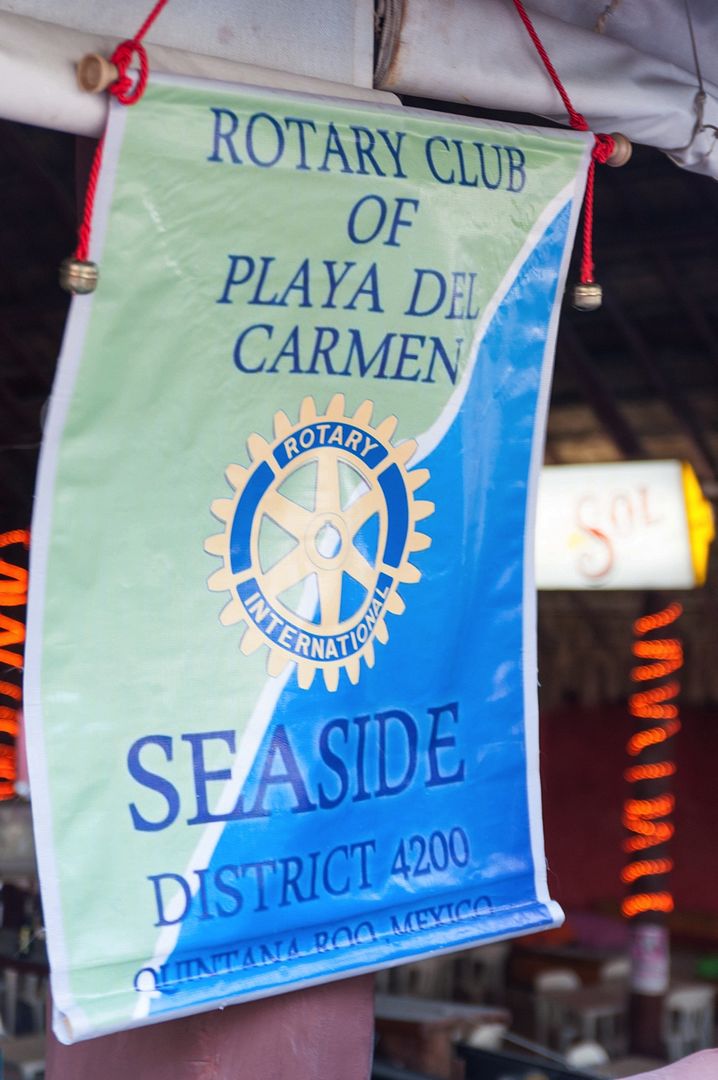 ROTARY CLUB
OF
PLAYA DEL
CARMEN
ROTARY
INTERNATIONAL
SEASIDE
DISTRICT 4200
QUINTANA ROO, MEXICO
Sol